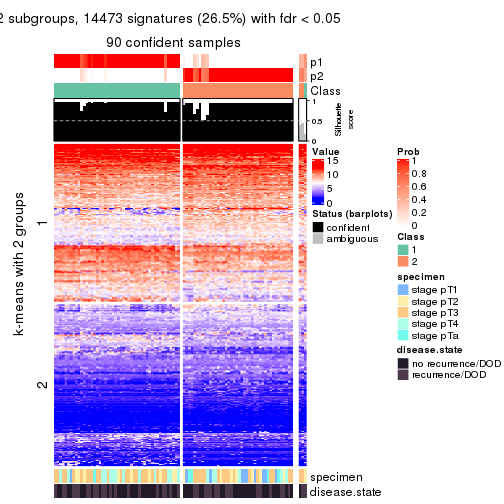 2 subgroups, 14473 signatures (26.5%) with fdr < 0.05
90 confident samples
p1
p2
Class
1
0.5
0
Silhouette
score
k-means with 2 groups
1
2
specimen
disease.state
Value
15
10
5
0
Status (barplots)
confident
ambiguous
Prob
1
0.8
0.6
0.4
0.2
0
Class
1
2
specimen
stage pT1
stage pT2
stage pT3
stage pT4
stage pTa
disease.state
no recurrence/DOD
recurrence/DOD